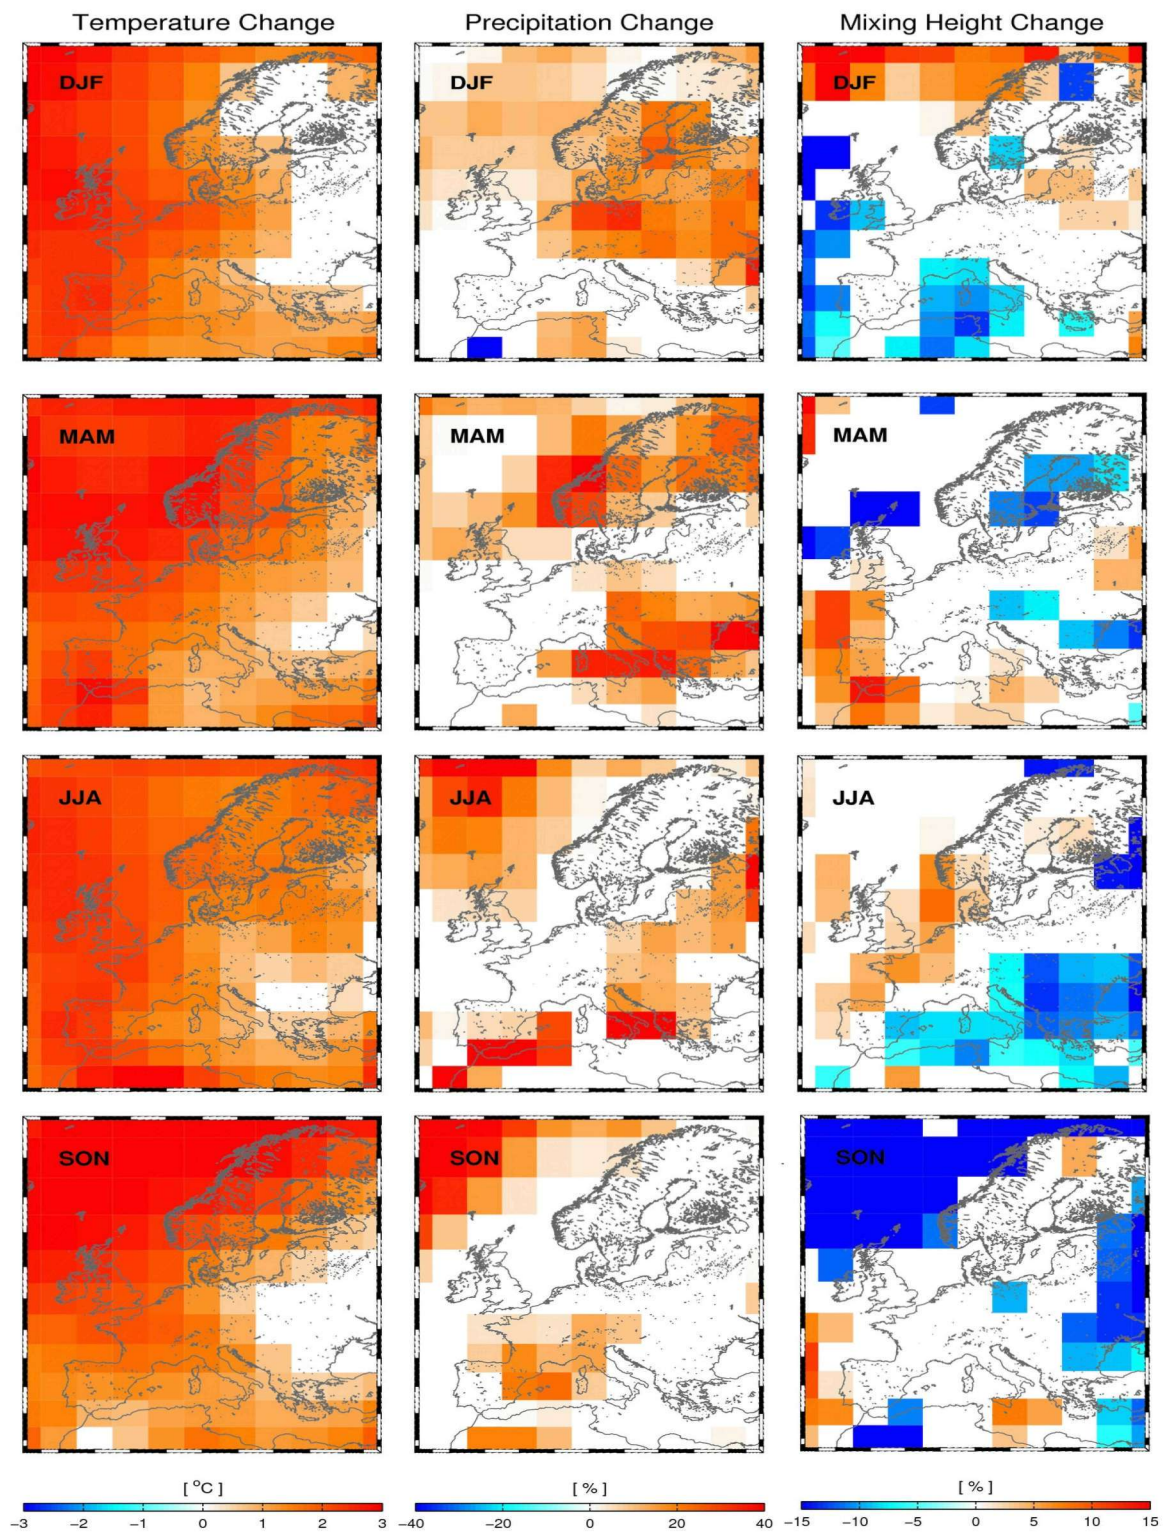 Temperature Change Precipitation Change Mixing Height Change
DJF DJF DJF
MAM MAM MAM
JJA JJA JJA
SON SON SON
[ °C ] [ % ] [ % ]
−3 −2 −1 0 1 2 3 −40 −20 0 20 40 −15 −10 −5 0 5 10 15